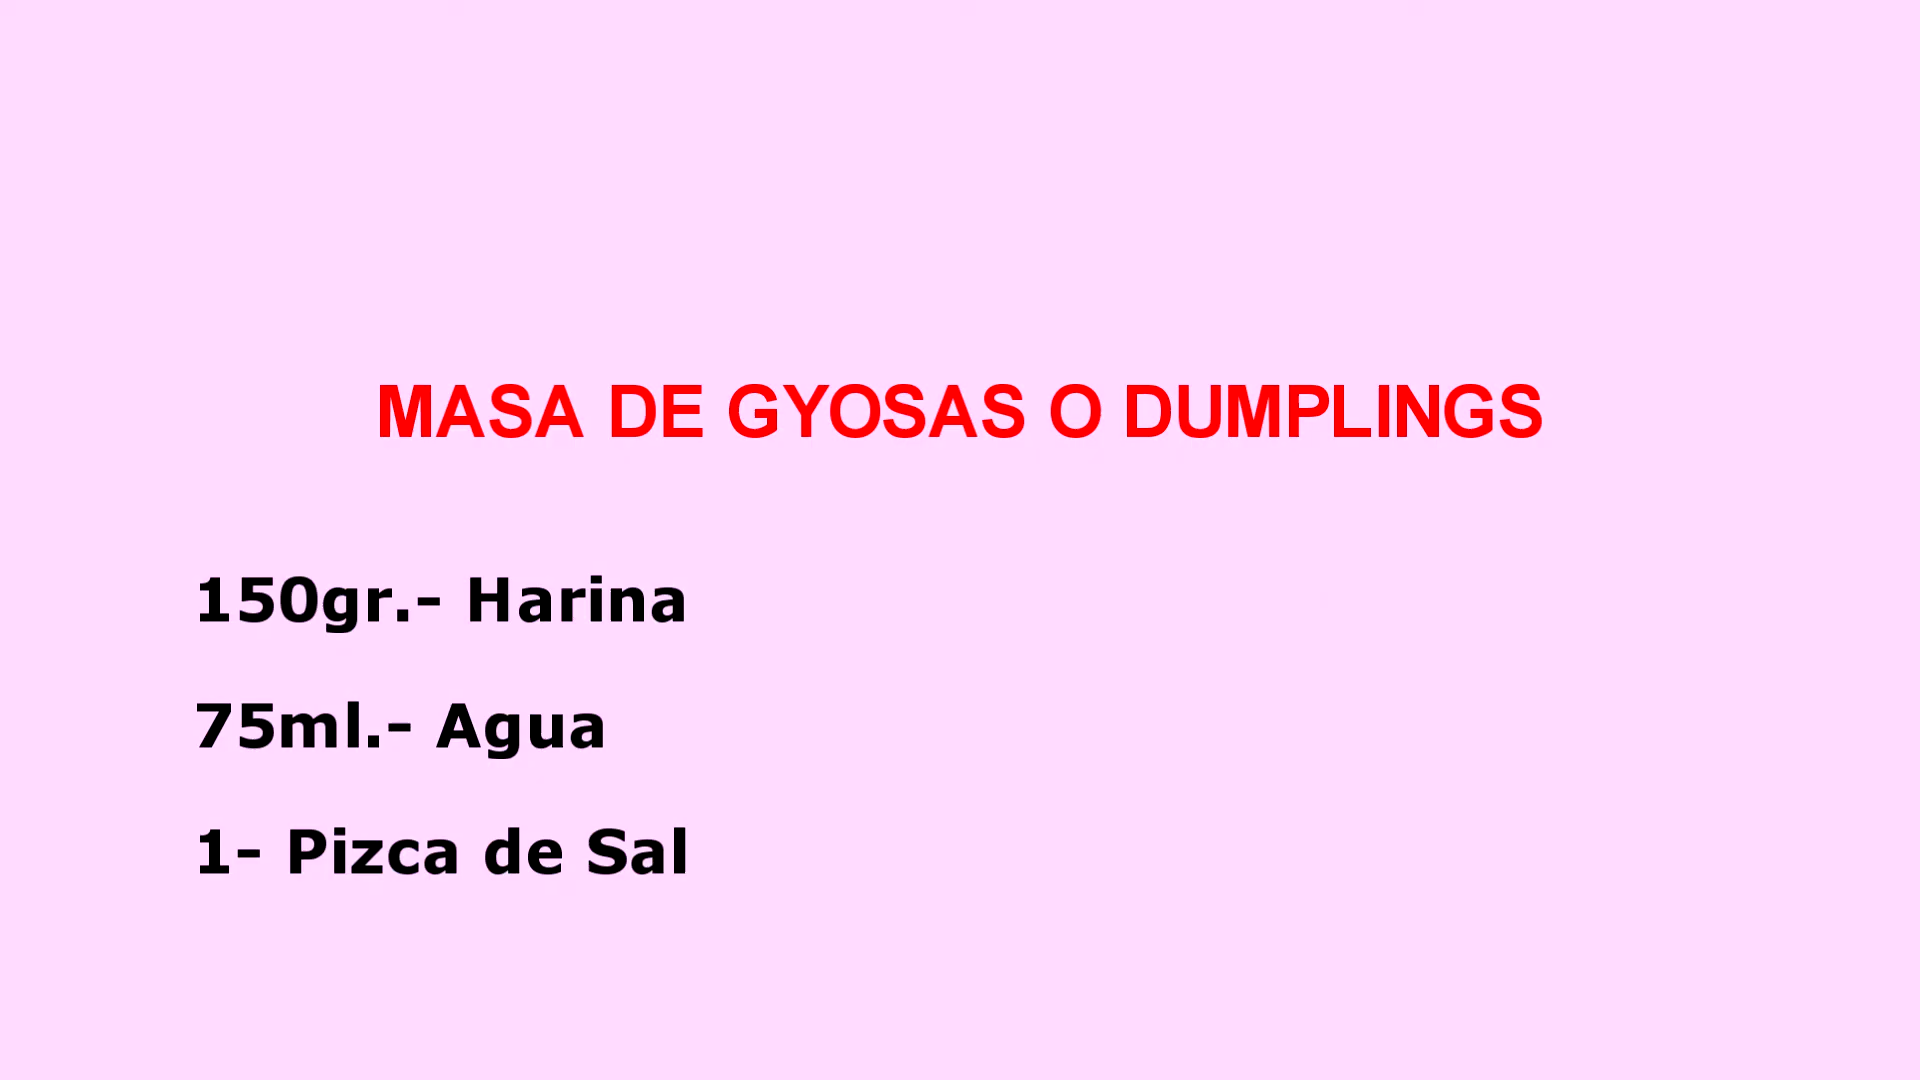 MASA DE GYOSAS O DUMPLINGS
150gr.- Harina
75ml.- Agua
1- Pizca de Sal